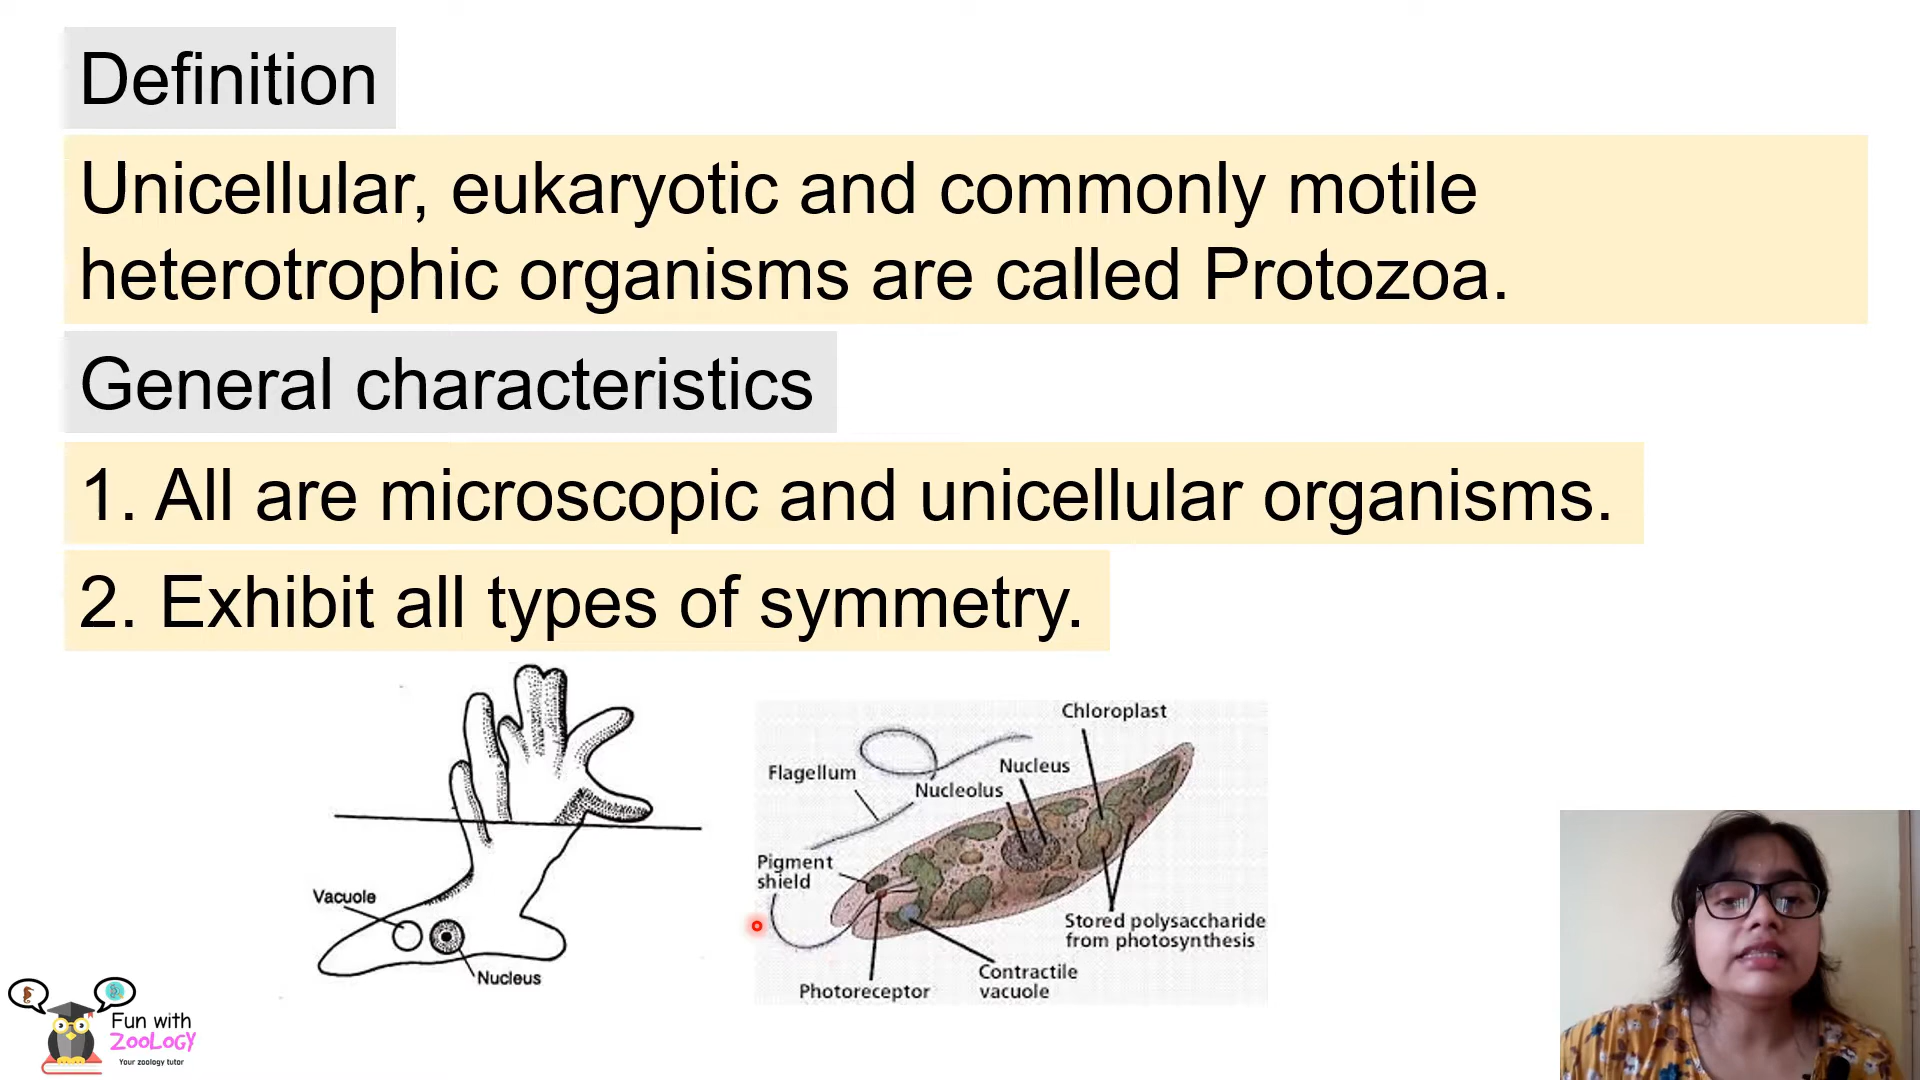 Definition
Unicellular, eukaryotic and commonly motile
heterotrophic organisms are called Protozoa.
General characteristics
1. All are microscopic and unicellular organisms.
2. Exhibit all types of symmetry.
Vacuole
Nucleus
Chloroplast
Flagellum
Nucleus
Nucleolus
Pigment
shield
Stored polysaccharide
from photosynthesis
Contractile
vacuole
Photoreceptor
Fun with
ZOOLOGY
Your zoology tutor